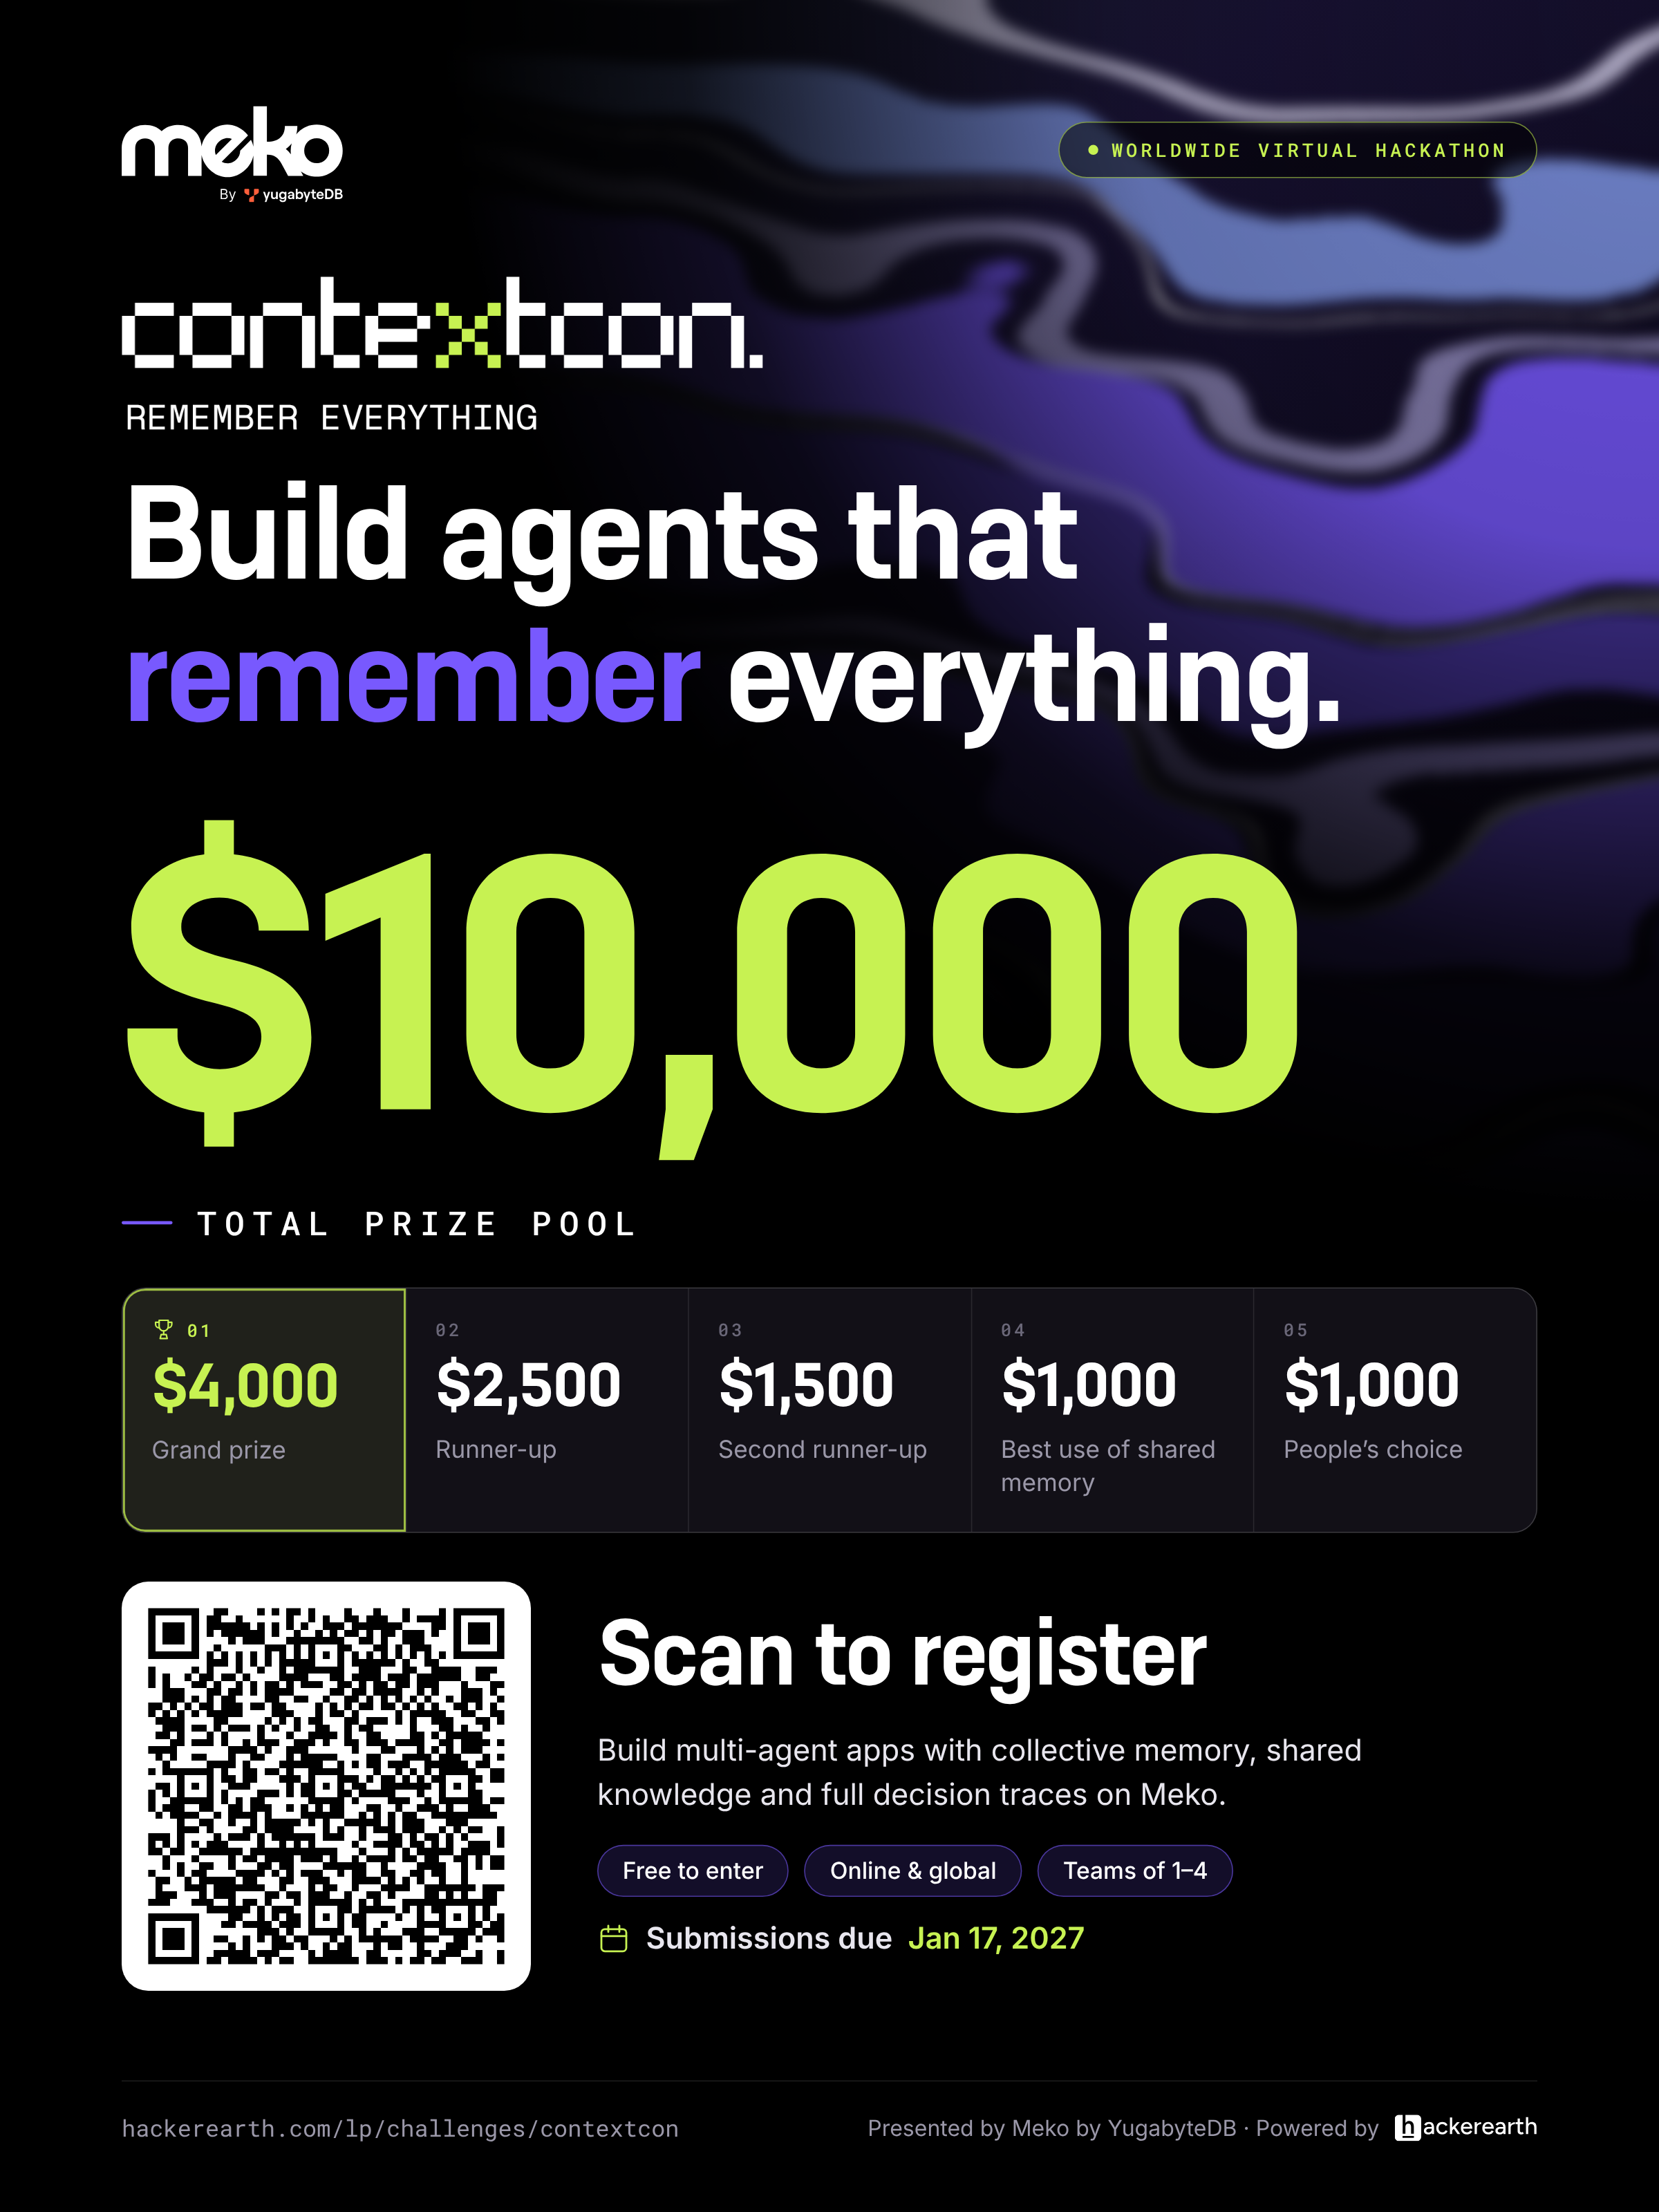 meko
By yugabyteDB
WORLDWIDE VIRTUAL HACKATHON
contextcon.
REMEMBER EVERYTHING
Build agents that
remember everything.
$10,000
TOTAL PRIZE POOL
01
$4,000
Grand prize
02
$2,500
Runner-up
03
$1,500
Second runner-up
04
$1,000
Best use of shared
memory
05
$1,000
People’s choice
Scan to register
Build multi-agent apps with collective memory, shared
knowledge and full decision traces on Meko.
Free to enter
Online & global
Teams of 1–4
Submissions due Jan 17, 2027
hackerearth.com/lp/challenges/contextcon
Presented by Meko by YugabyteDB · Powered by hackerearth